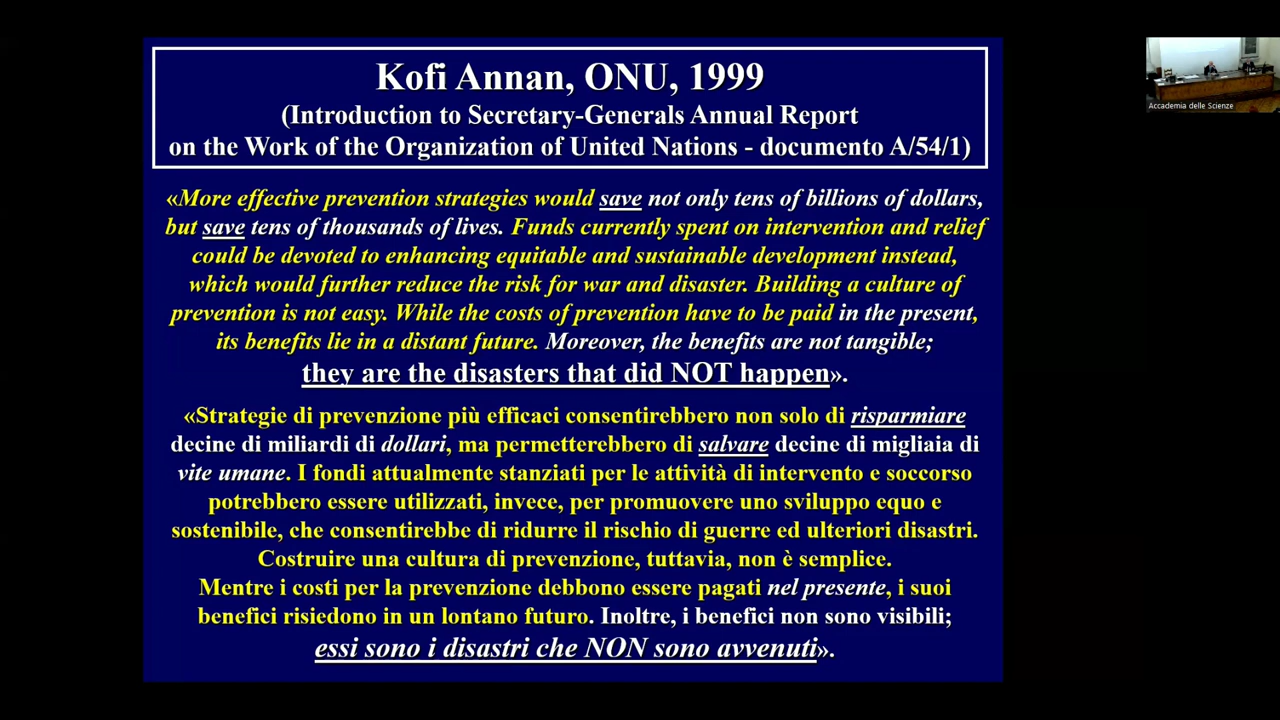 Kofi Annan, ONU, 1999
(Introduction to Secretary-Generals Annual Report
on the Work of the Organization of United Nations - documento A/54/1)
«More effective prevention strategies would save not only tens of billions of dollars,
but save tens of thousands of lives. Funds currently spent on intervention and relief
could be devoted to enhancing equitable and sustainable development instead,
which would further reduce the risk for war and disaster. Building a culture of
prevention is not easy. While the costs of prevention have to be paid in the present,
its benefits lie in a distant future. Moreover, the benefits are not tangible;
they are the disasters that did NOT happen».
«Strategie di prevenzione più efficaci consentirebbero non solo di risparmiare
decine di miliardi di dollari, ma permetterebbero di salvare decine di migliaia di
vite umane. I fondi attualmente stanziati per le attività di intervento e soccorso
potrebbero essere utilizzati, invece, per promuovere uno sviluppo equo e
sostenibile, che consentirebbe di ridurre il rischio di guerre ed ulteriori disastri.
Costruire una cultura di prevenzione, tuttavia, non è semplice.
Mentre i costi per la prevenzione debbono essere pagati nel presente, i suoi
benefici risiedono in un lontano futuro. Inoltre, i benefici non sono visibili;
essi sono i disastri che NON sono avvenuti».
Accademia delle Scienze